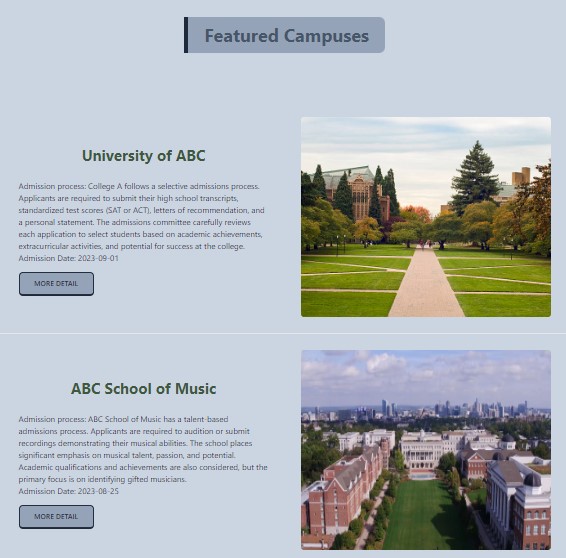 Featured Campuses
University of ABC
Admission process: College A follows a selective admissions process.
Applicants are required to submit their high school transcripts,
standardized test scores (SAT or ACT), letters of recommendation, and
a personal statement. The admissions committee carefully reviews
each application to select students based on academic achievements,
extracurricular activities, and potential for success at the college.
Admission Date: 2023-09-01
MORE DETAIL
ABC School of Music
Admission process: ABC School of Music has a talent-based
admissions process. Applicants are required to audition or submit
recordings demonstrating their musical abilities. The school places
significant emphasis on musical talent, passion, and potential.
Academic qualifications and achievements are also considered, but the
primary focus is on identifying gifted musicians.
Admission Date: 2023-08-25
MORE DETAIL